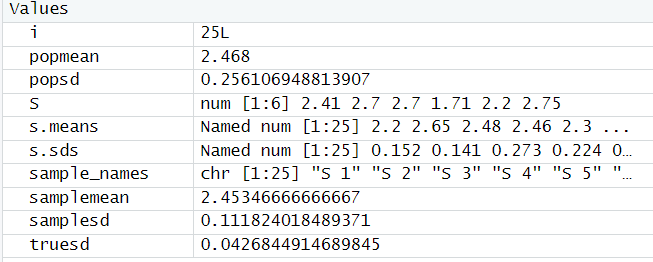 Values
i 25L
popmean 2.468
popsd 0.256106948813907
S num [1:6] 2.41 2.7 2.7 1.71 2.2 2.75
s.means Named num [1:25] 2.2 2.65 2.48 2.46 2.3 ...
s.sds Named num [1:25] 0.152 0.141 0.273 0.224 0…
sample_names chr [1:25] "S 1" "S 2" "S 3" "S 4" "S 5" "…
samplemean 2.45346666666667
samplesd 0.111824018489371
truesd 0.0426844914689845